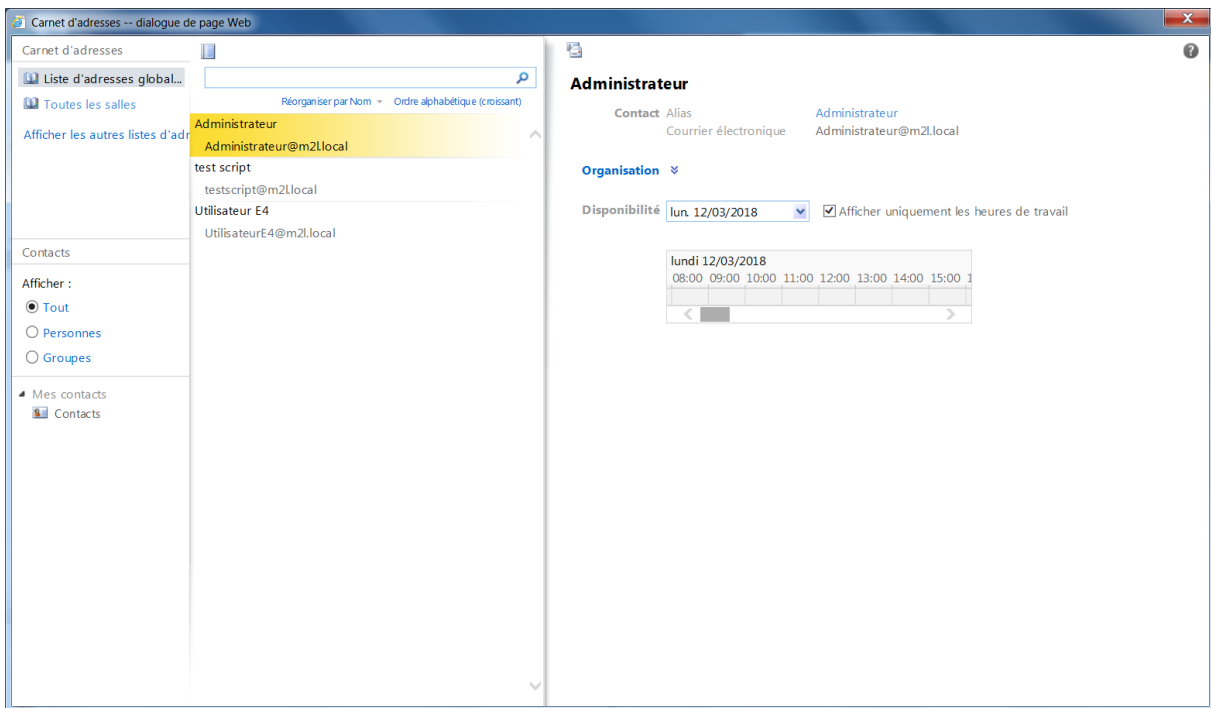 Carnet d'adresses -- dialogue de page Web
X
Carnet d'adresses
Liste d'adresses global...
Toutes les salles
Afficher les autres listes d'adr
Contacts
Afficher :
Tout
Personnes
Groupes
Mes contacts
Contacts
Réorganiser par Nom Ordre alphabétique (croissant)
Administrateur
Administrateur@m2l.local
test script
testscript@m2l.local
Utilisateur E4
UtilisateurE4@m2l.local
?
Administrateur
Contact Alias Administrateur
Courrier électronique Administrateur@m2l.local
Organisation
Disponibilité lun. 12/03/2018 Afficher uniquement les heures de travail
lundi 12/03/2018
08:00 09:00 10:00 11:00 12:00 13:00 14:00 15:00 1